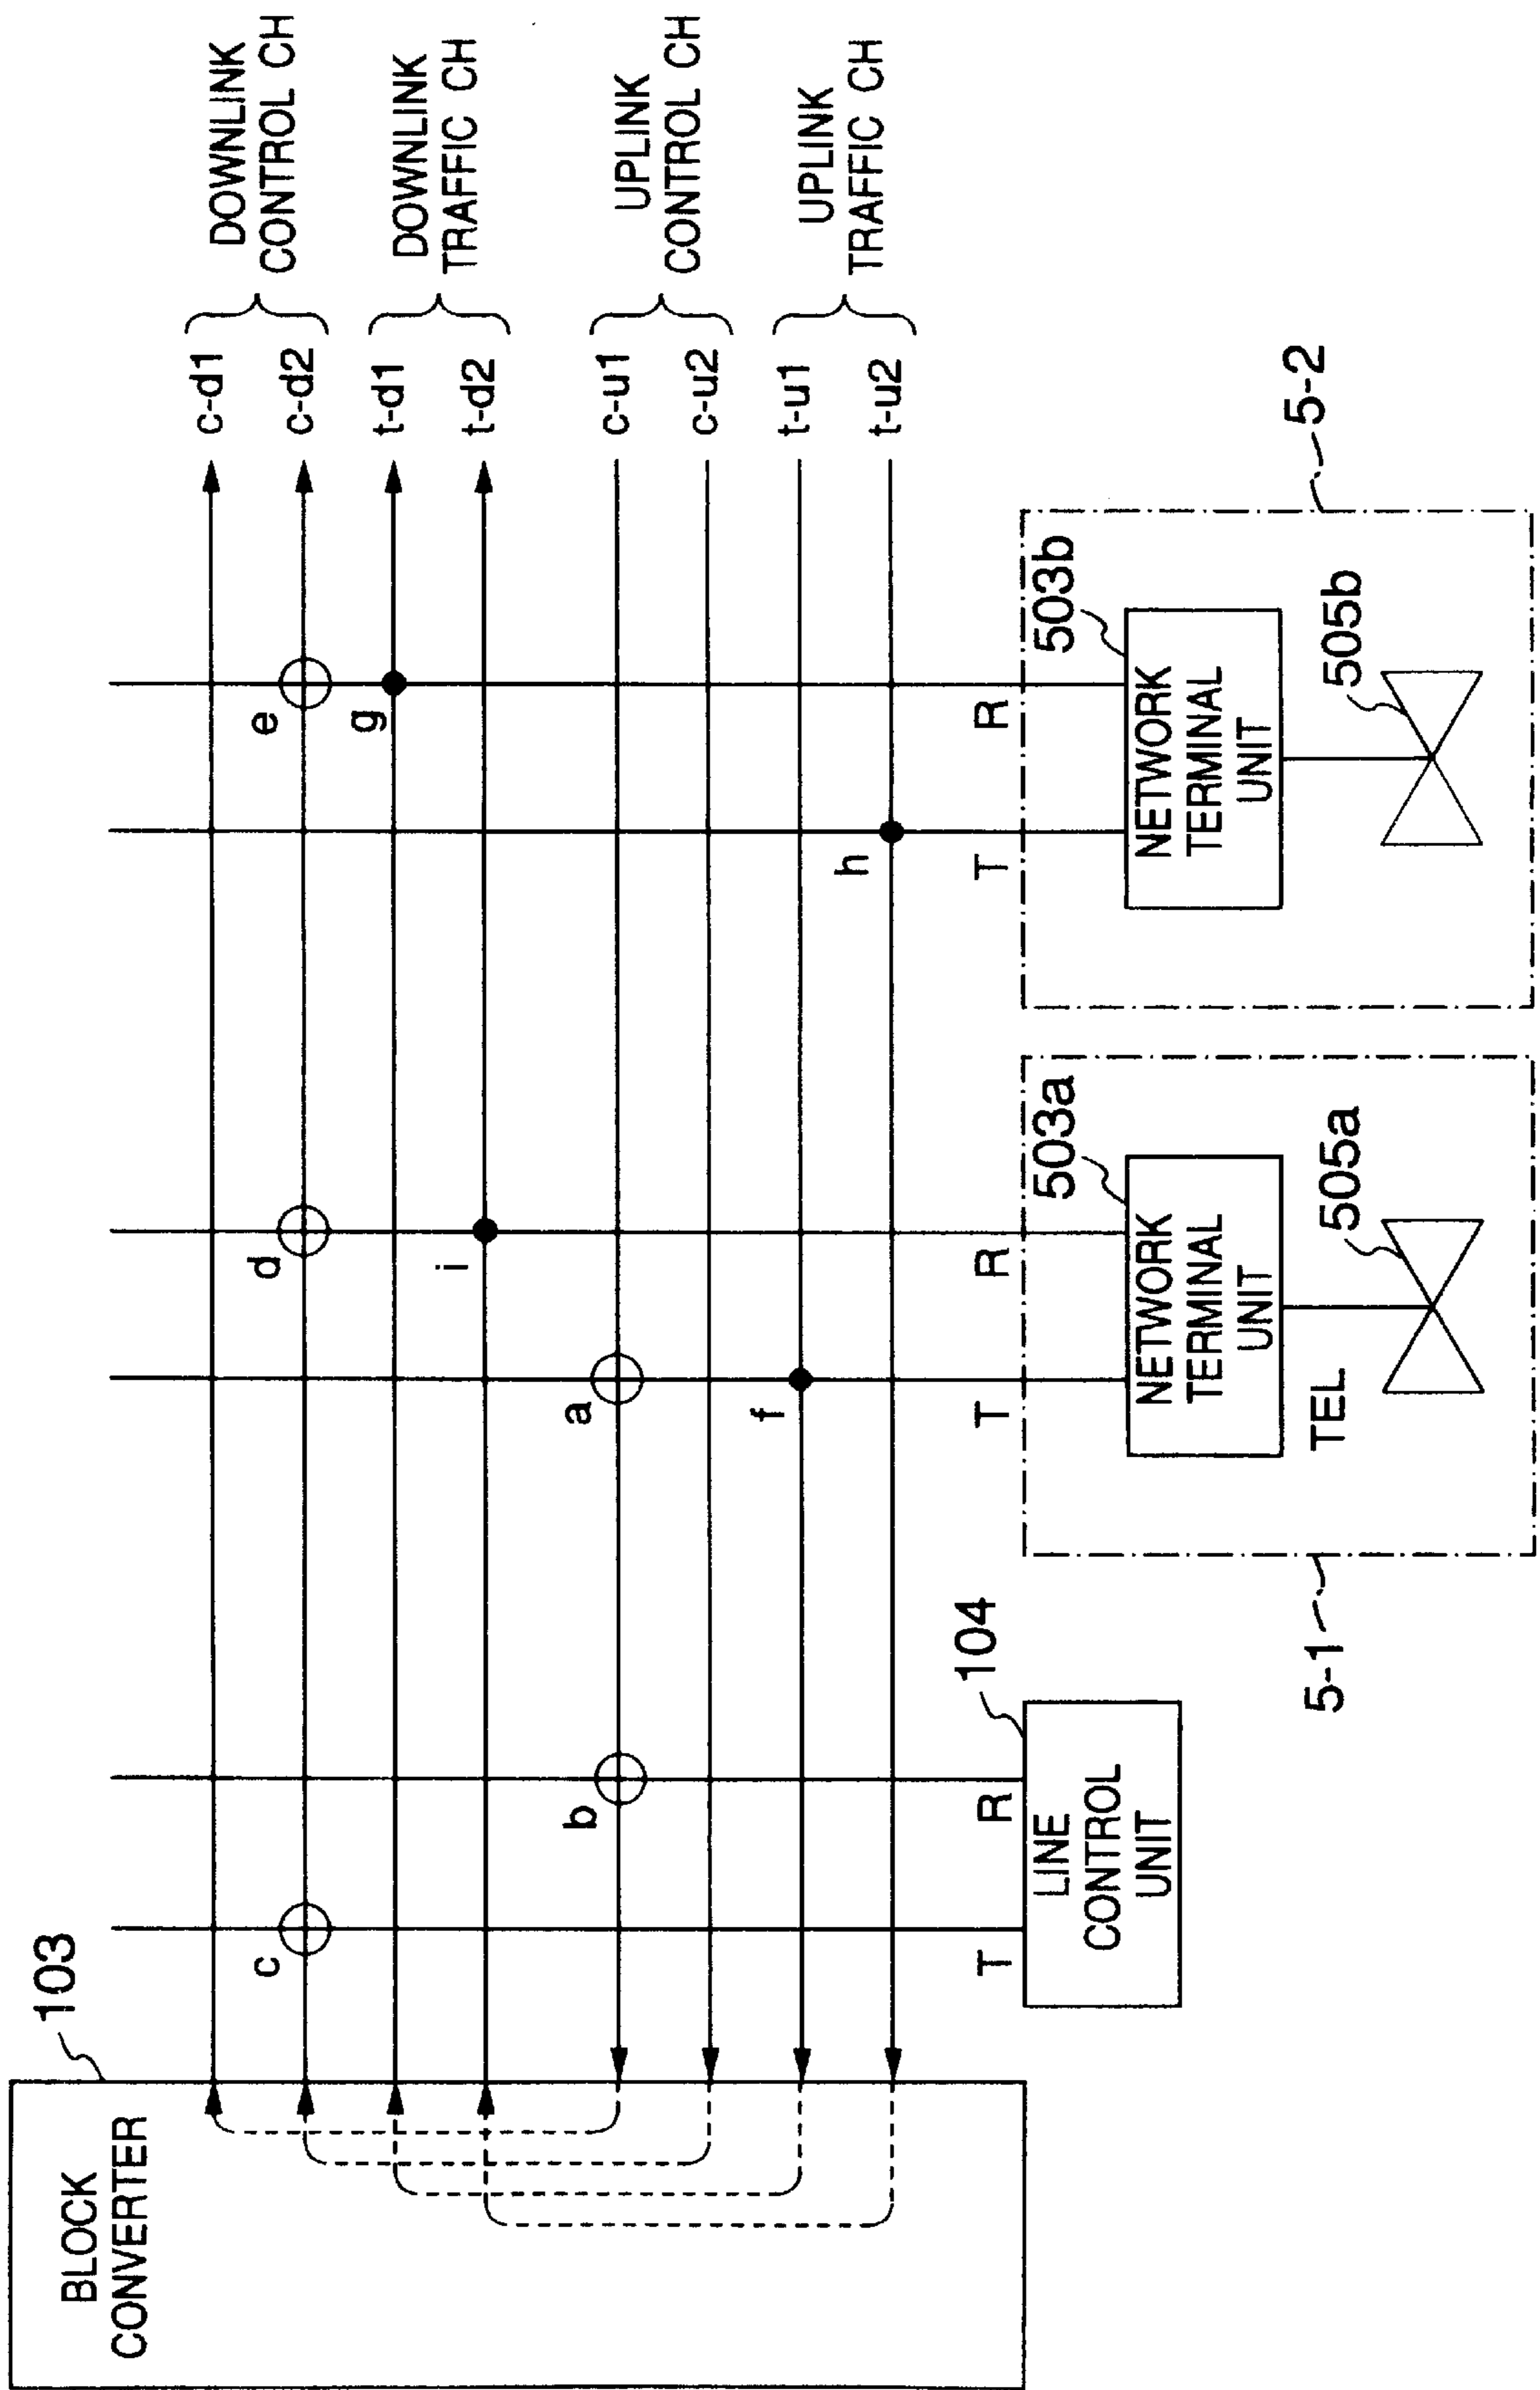 BLOCK
CONVERTER
103
DOWNLINK
CONTROL CH
c-d1
c-d2
DOWNLINK
TRAFFIC CH
t-d1
t-d2
UPLINK
CONTROL CH
c-u1
c-u2
UPLINK
TRAFFIC CH
t-u1
t-u2
c
d
e
i
g
b
a
f
h
T
R
LINE
CONTROL
UNIT
104
T
R
503a
NETWORK
TERMINAL
UNIT
TEL
505a
5-1
T
R
503b
NETWORK
TERMINAL
UNIT
505b
5-2